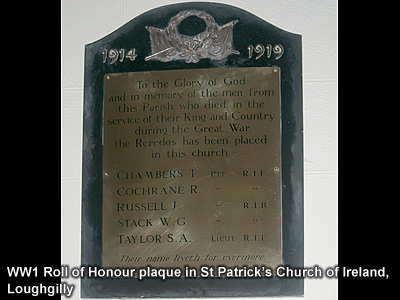 1914 1919
To the Glory of God
and in memory of the men from
this Parish who died in the
service of their King and Country
during the Great War,
the Reredos has been placed
in this church.
CHAMBERS T. PTE R.I.F.
COCHRANE R. " "
RUSSELL J. " R.I.R
STACK W. G. " "
TAYLOR S.A. LIEUT R.I.F.
Their name liveth for evermore
WW1 Roll of Honour plaque in St Patrick's Church of Ireland,
Loughgilly